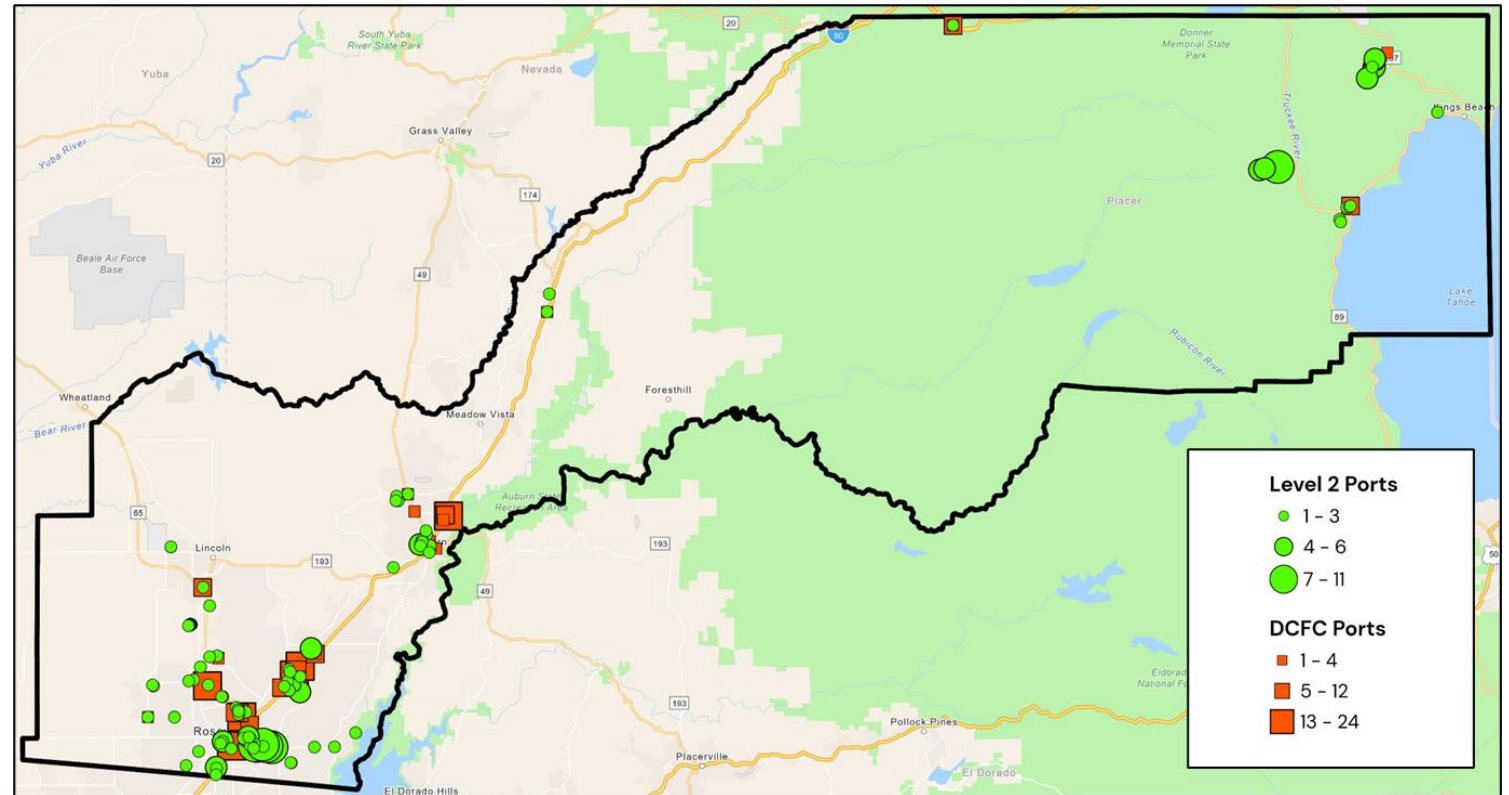 20
80
South Yuba
River State Park
Donner
Memorial State
Park
Yuba
Nevada
Grass Valley
Kings Beach
Yuba River
20
Truckee River
174
Placer
Beale Air Force
Base
49
Lake
Tahoe
89
Rubicon River
Wheatland
Foresthill
Meadow Vista
Bear River
Auburn State
Recreation Area
65
Lincoln
193
193
49
50
193
Pollock Pines
Placerville
El Dorado
El Dorado Hills
National
Level 2 Ports
1 – 3
4 – 6
7 – 11
DCFC Ports
1 – 4
5 – 12
13 – 24